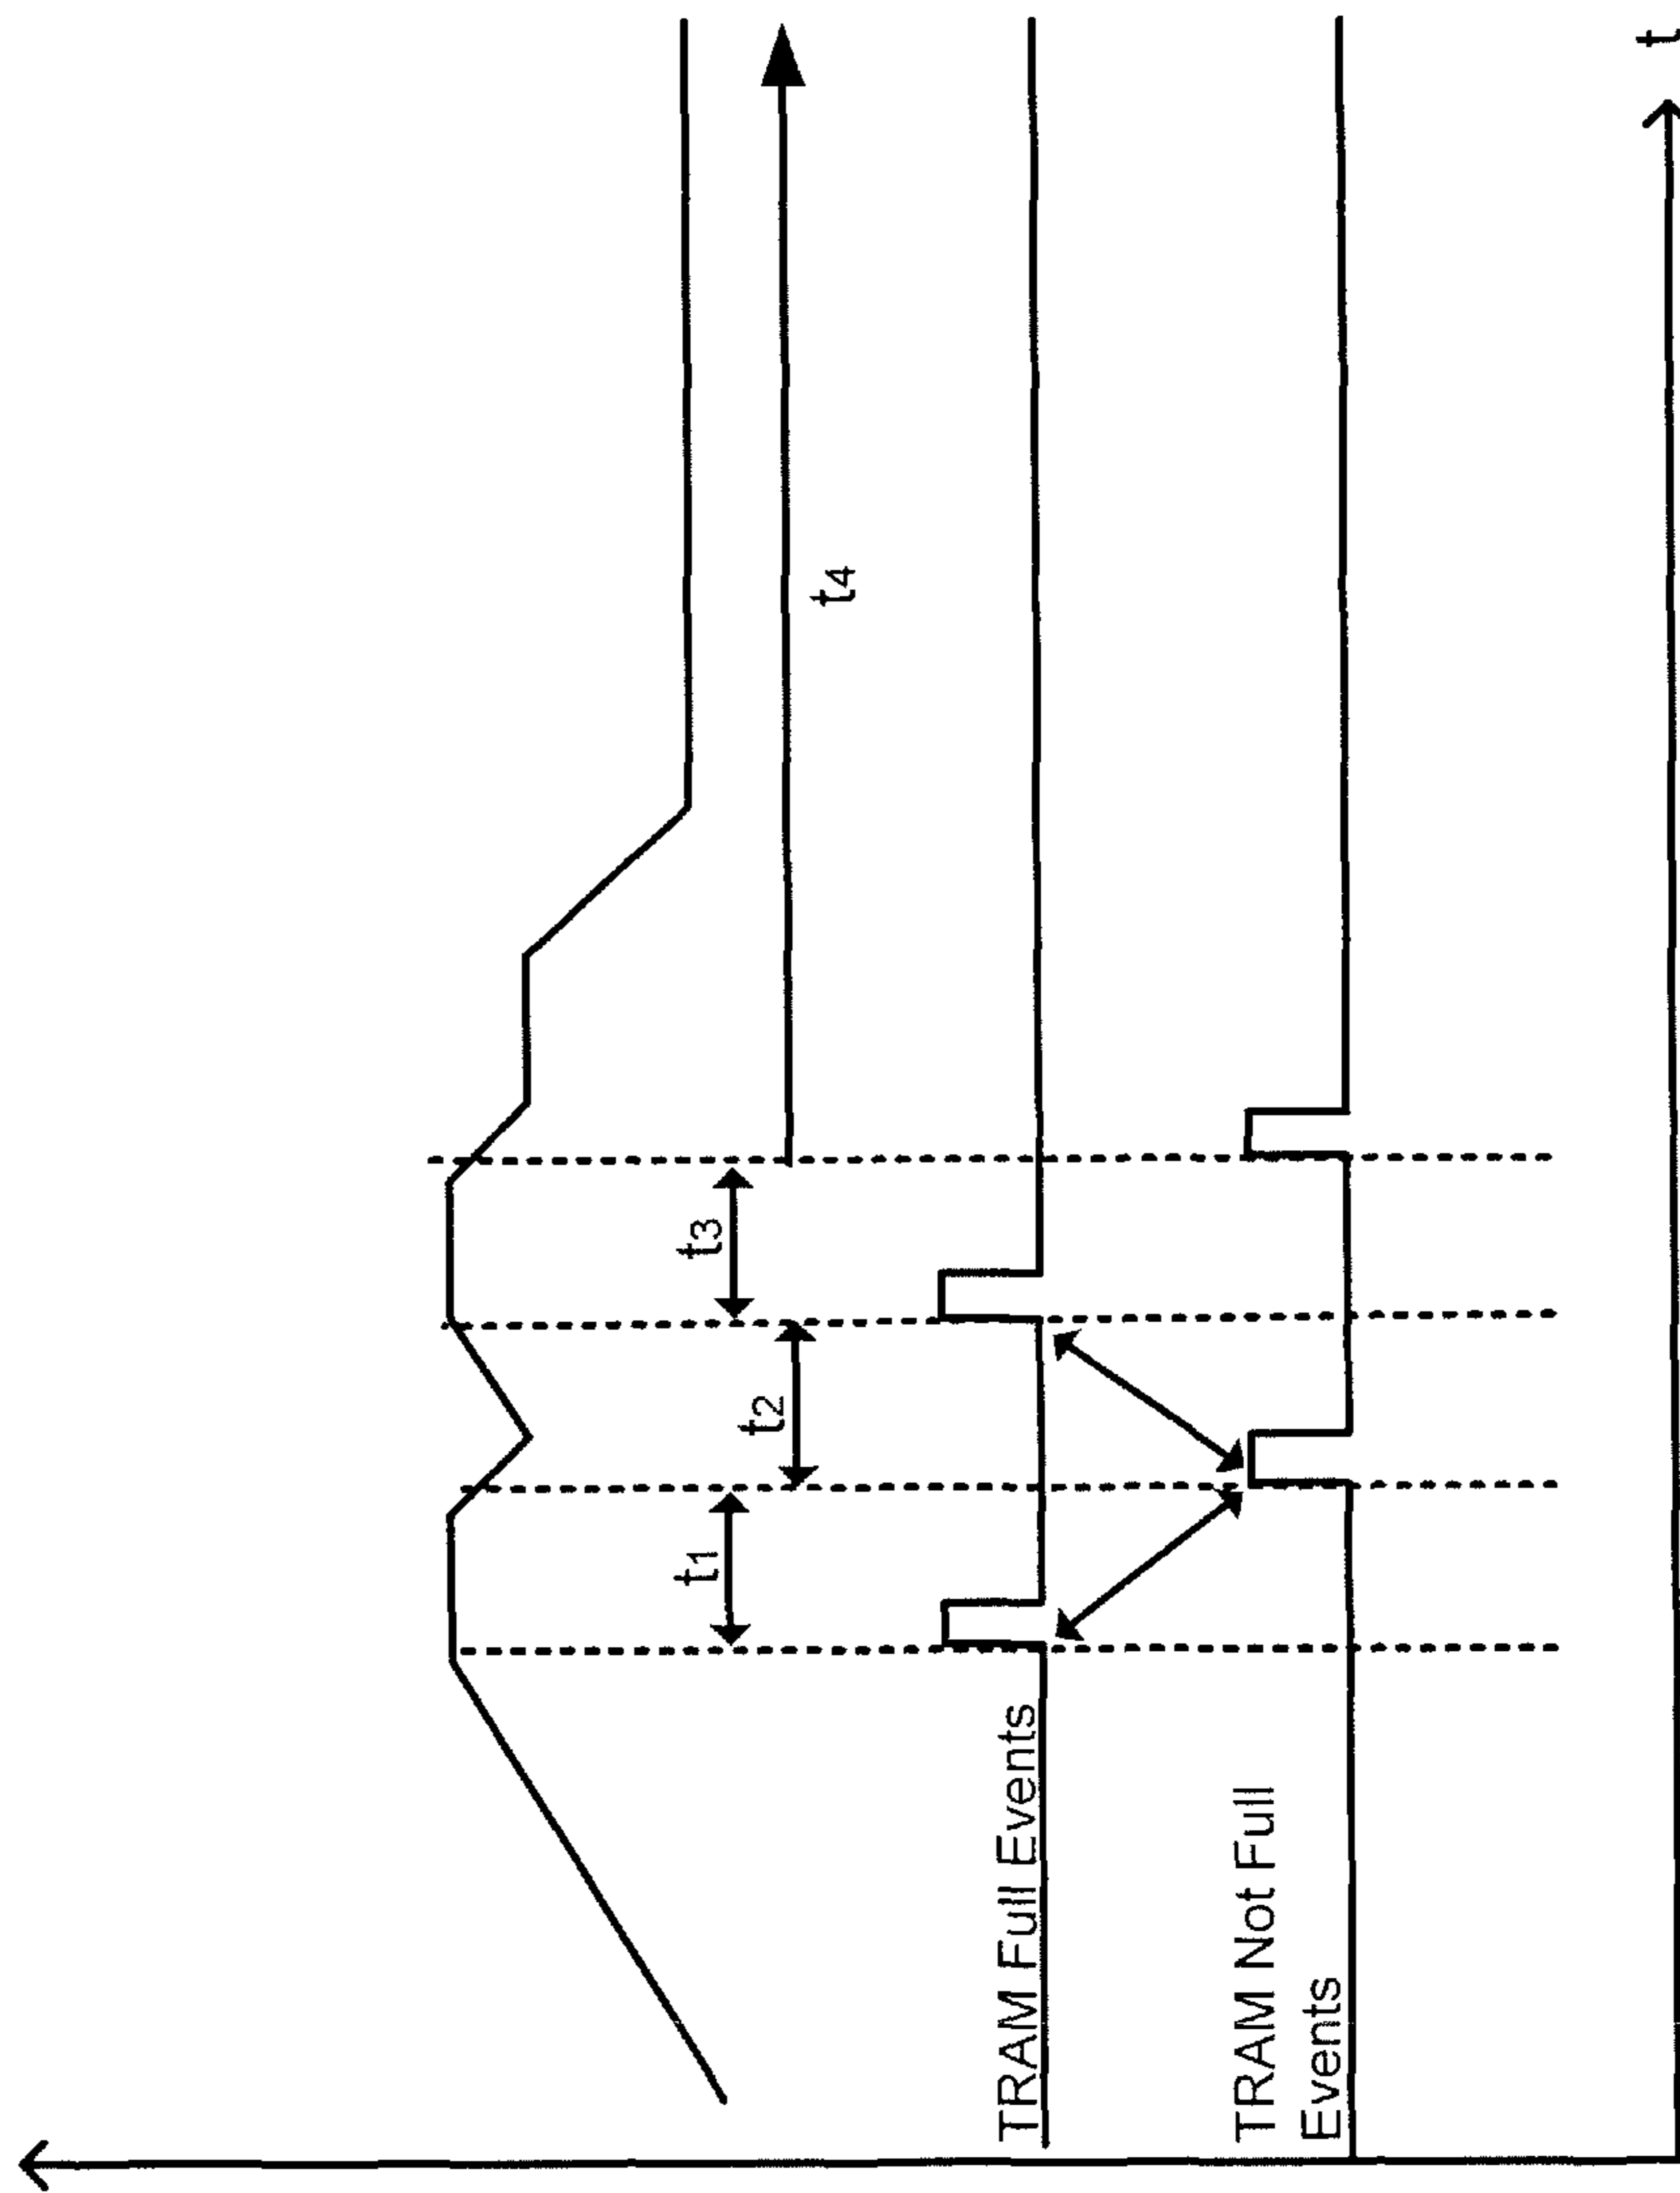 t1
t2
t3
t4
TRAM Full Events
TRAM Not Full
Events
t